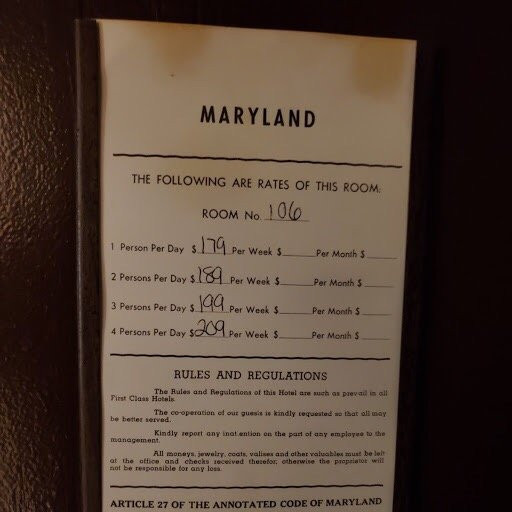 MARYLAND
THE FOLLOWING ARE RATES OF THIS ROOM:
ROOM No. 106
1 Person Per Day $ 179 Per Week $ Per Month $
2 Persons Per Day $ 189 Per Week $ Per Month $
3 Persons Per Day $ 199 Per Week $ Per Month $
4 Persons Per Day $ 209 Per Week $ Per Month $
RULES AND REGULATIONS
The Rules and Regulations of this Hotel are such as prevail in all
First Class Hotels.
The co-operation of our guests is kindly requested so that all may
be better served.
Kindly report any inattention on the part of any employee to the
management.
All moneys, jewelry, coats, valises and other valuables must be left
at the office and checks received therefor, otherwise the proprietor will
not be responsible for any loss.
ARTICLE 27 OF THE ANNOTATED CODE OF MARYLAND